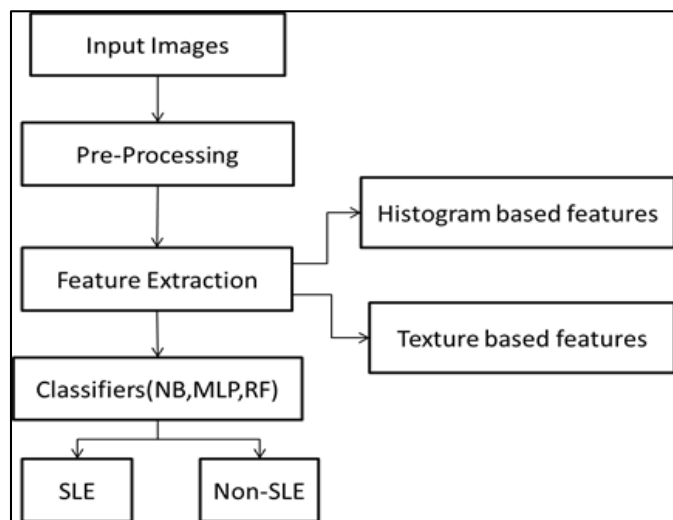 Input Images
Pre-Processing
Histogram based features
Feature Extraction
Texture based features
Classifiers(NB,MLP,RF)
SLE
Non-SLE